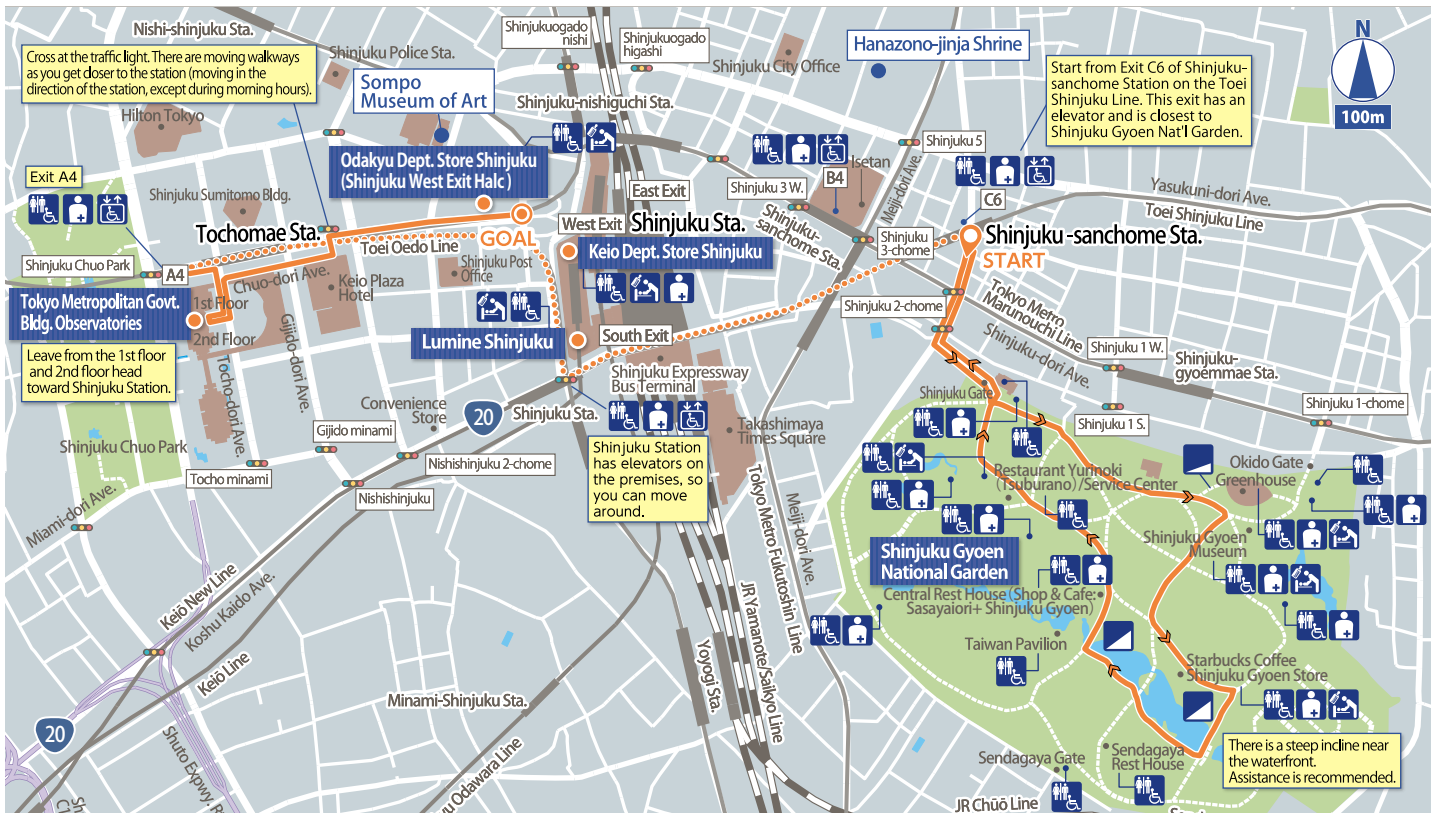 Nishi-shinjuku Sta.
Shinjukuogado
nishi
Shinjukuogado
higashi
Hanazono-jinja Shrine
N
100m
Cross at the traffic light. There are moving walkways
as you get closer to the station (moving in the
direction of the station, except during morning hours).
Shinjuku Police Sta.
Sompo
Museum of Art
Shinjuku City Office
Start from Exit C6 of Shinjuku-
sanchome Station on the Toei
Shinjuku Line. This exit has an
elevator and is closest to
Shinjuku Gyoen Nat'l Garden.
Hilton Tokyo
Shinjuku-nishiguchi Sta.
Shinjuku 5
Odakyu Dept. Store Shinjuku
(Shinjuku West Exit Halc )
Isetan
B4
Meiji-dori Ave.
Exit A4
Shinjuku Sumitomo Bldg.
East Exit
Shinjuku 3 W.
C6
Yasukuni-dori Ave.
Toei Shinjuku Line
Tochomae Sta.
Toei Oedo Line
GOAL
West Exit
Shinjuku Sta.
Shinjuku-
sanchome Sta.
Shinjuku
3-chome
Shinjuku -sanchome Sta.
START
Keio Dept. Store Shinjuku
Shinjuku Chuo Park
A4
Chuo-dori Ave.
Keio Plaza
Hotel
Shinjuku Post
Office
Tokyo Metropolitan Govt.
Bldg. Observatories
1st Floor
2nd Floor
Shinjuku 2-chome
Tokyo Metro
Marunouchi Line
Shinjuku-dori Ave.
Lumine Shinjuku
South Exit
Shinjuku 1 W.
Shinjuku-
gyoemmae Sta.
Leave from the 1st floor
and 2nd floor head
toward Shinjuku Station.
Tocho-dori Ave.
Gijido-dori Ave.
Shinjuku Expressway
Bus Terminal
Shinjuku Gate
Convenience
Store
20
Shinjuku Sta.
Takashimaya
Times Square
Shinjuku 1 S.
Shinjuku 1-chome
Shinjuku Chuo Park
Gijido minami
Nishishinjuku 2-chome
Shinjuku Station
has elevators on
the premises, so
you can move
around.
Tocho minami
Nishishinjuku
Restaurant Yurinoki
(Tsuburano) /Service Center
Okido Gate
Greenhouse
Miami-dori Ave.
Tokyo Metro Fukutoshin Line
Meiji-dori Ave.
Shinjuku Gyoen
Museum
Shinjuku Gyoen
National Garden
Keiō New Line
Koshu Kaido Ave.
Keiō Line
Central Rest House (Shop & Cafe:
Sasayaiori+ Shinjuku Gyoen)
Taiwan Pavilion
JR Yamanote/Saikyo Line
Yoyogi Sta.
Starbucks Coffee
Shinjuku Gyoen Store
Minami-Shinjuku Sta.
20
Shuto Expwy R
Sendagaya Gate
Sendagaya
Rest House
There is a steep incline near
the waterfront.
Assistance is recommended.
yu Odawara Line
JR Chūō Line